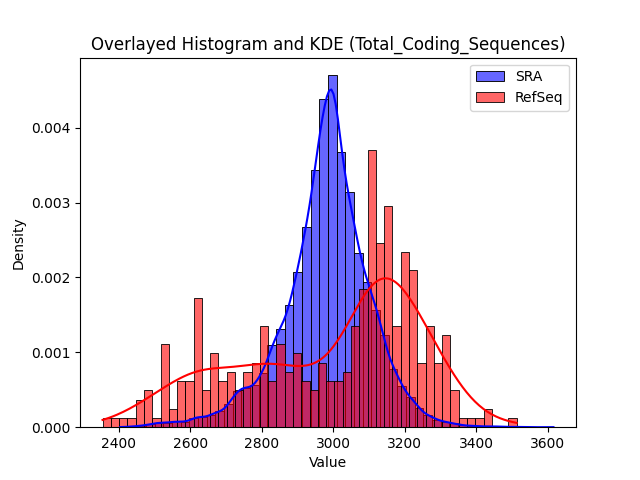 Overlayed Histogram and KDE (Total_Coding_Sequences)
SRA
RefSeq
Density
0.004
0.003
0.002
0.001
0.000
2400 2600 2800 3000 3200 3400 3600
Value